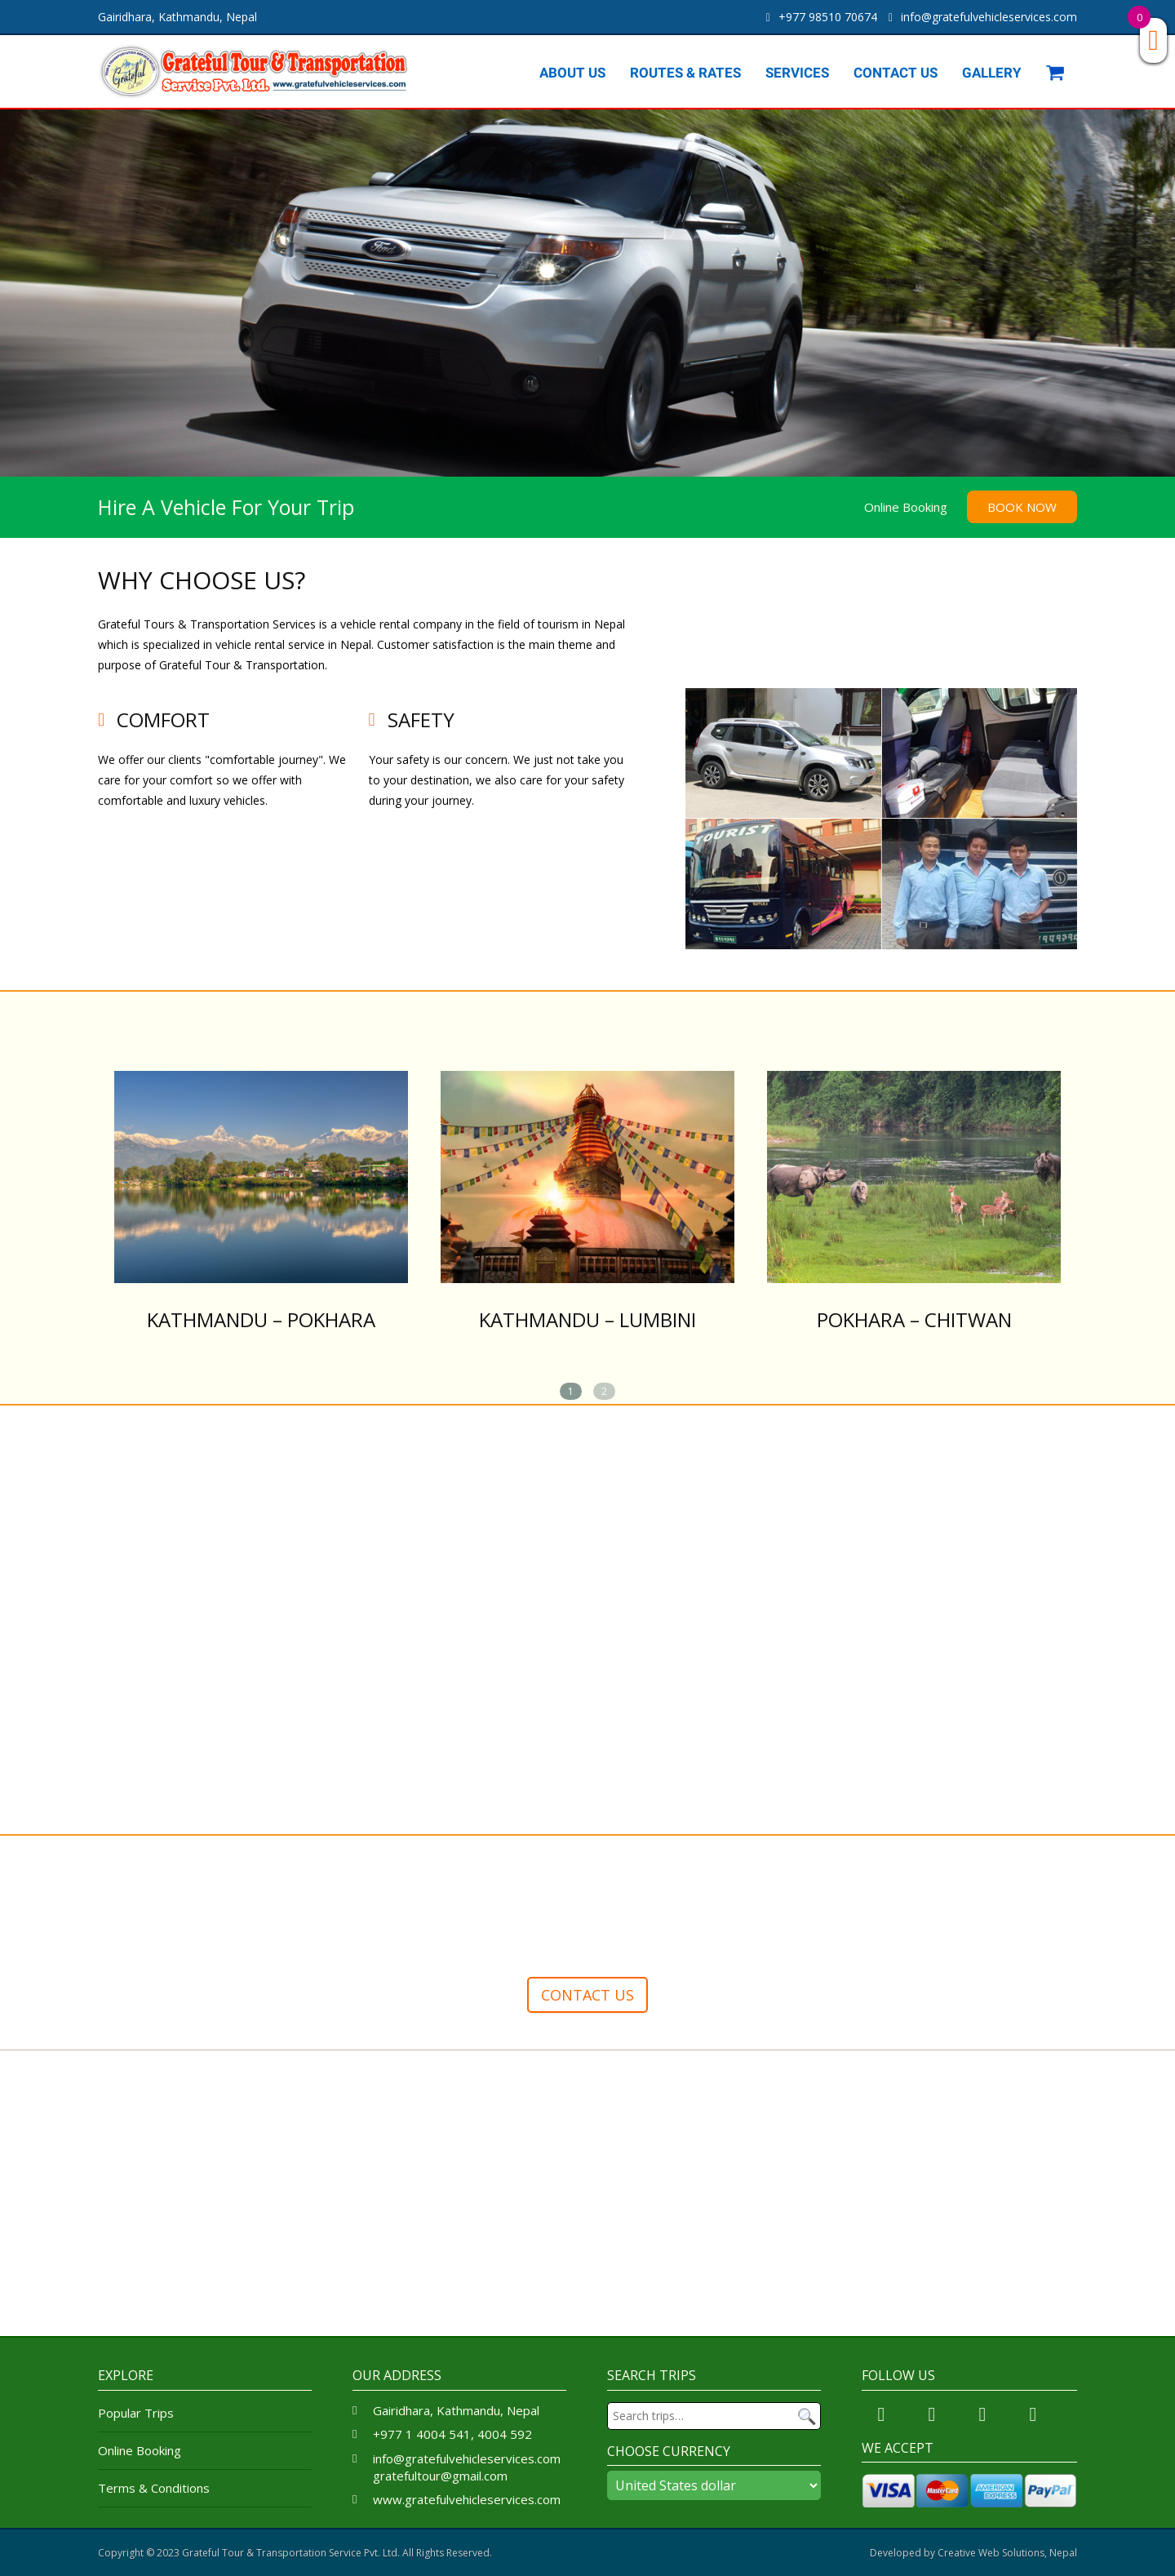 Gairidhara, Kathmandu, Nepal
+977 98510 70674 info@gratefulvehicleservices.com
0
Grateful Tour & Transportation
Service Pvt. Ltd. www.gratefulvehicleservices.com
Grateful
ABOUT US ROUTES & RATES SERVICES CONTACT US GALLERY
Ford
Hire A Vehicle For Your Trip
Online Booking BOOK NOW
WHY CHOOSE US?
Grateful Tours & Transportation Services is a vehicle rental company in the field of tourism in Nepal
which is specialized in vehicle rental service in Nepal. Customer satisfaction is the main theme and
purpose of Grateful Tour & Transportation.
COMFORT
We offer our clients "comfortable journey". We
care for your comfort so we offer with
comfortable and luxury vehicles.
SAFETY
Your safety is our concern. We just not take you
to your destination, we also care for your safety
during your journey.
TOURIST
KATHMANDU – POKHARA
KATHMANDU – LUMBINI
POKHARA – CHITWAN
1 2
CONTACT US
EXPLORE
Popular Trips
Online Booking
Terms & Conditions
OUR ADDRESS
Gairidhara, Kathmandu, Nepal
+977 1 4004 541, 4004 592
info@gratefulvehicleservices.com
gratefultour@gmail.com
www.gratefulvehicleservices.com
SEARCH TRIPS
Search trips…
CHOOSE CURRENCY
United States dollar
FOLLOW US
WE ACCEPT
VISA MasterCard AMERICAN EXPRESS PayPal
Copyright © 2023 Grateful Tour & Transportation Service Pvt. Ltd. All Rights Reserved.
Developed by Creative Web Solutions, Nepal